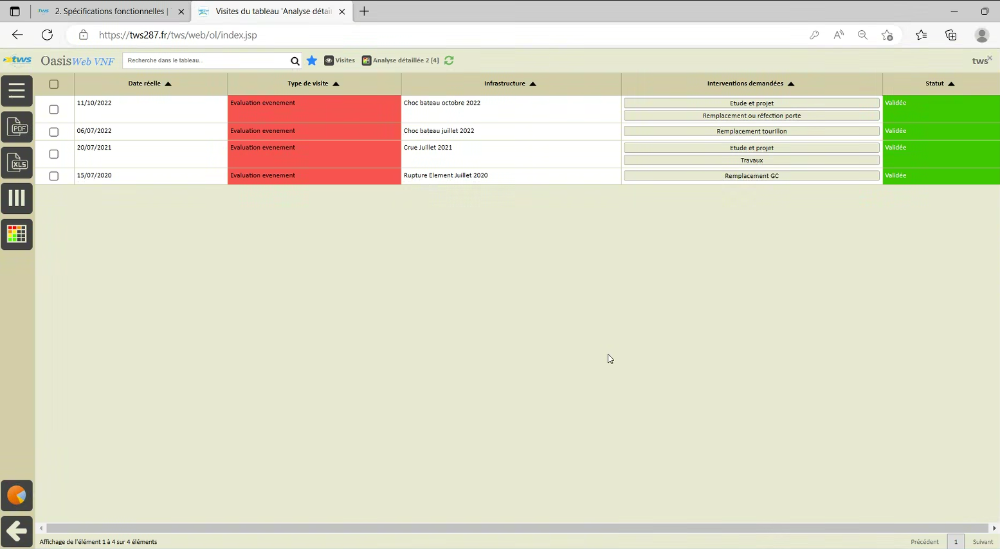 tws 2. Spécifications fonctionnelles |
Visites du tableau 'Analyse détai
https://tws287.fr/tws/web/ol/index.jsp
tws OasisWeb VNF Recherche dans le tableau... Visites Analyse détaillée 2 [4] tws
Date réelle Type de visite Infrastructure Interventions demandées Statut
11/10/2022 Evaluation evenement Choc bateau octobre 2022 Etude et projet Validée
Remplacement ou réfection porte
06/07/2022 Evaluation evenement Choc bateau juillet 2022 Remplacement tourillon Validée
20/07/2021 Evaluation evenement Crue Juillet 2021 Etude et projet Validée
Travaux
15/07/2020 Evaluation evenement Rupture Element Juillet 2020 Remplacement GC Validée
PDF
XLS
Affichage de l'élément 1 à 4 sur 4 éléments Précédent 1 Suivant